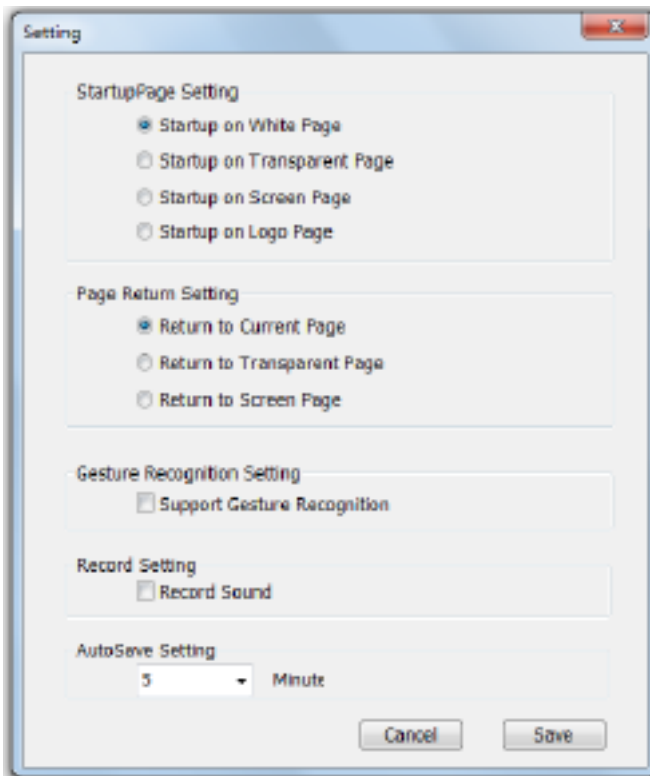 Setting
StartupPage Setting
Startup on White Page
Startup on Transparent Page
Startup on Screen Page
Startup on Logo Page
Page Return Setting
Return to Current Page
Return to Transparent Page
Return to Screen Page
Gesture Recognition Setting
Support Gesture Recognition
Record Setting
Record Sound
AutoSave Setting
5 Minute
Cancel Save